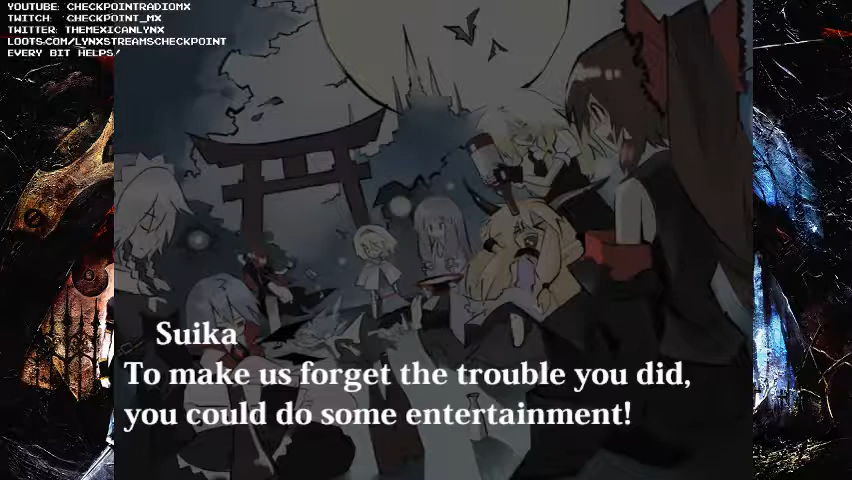 YOUTUBE: CHECKPOINTRADIOMX
TWITCH: CHECKPOINT_MX
TWITTER: THEMEXICANLYNX
LOOTS.COM/LYNXSTREAMSCHECKPOINT
EVERY BIT HELPS/
Suika
To make us forget the trouble you did,
you could do some entertainment!